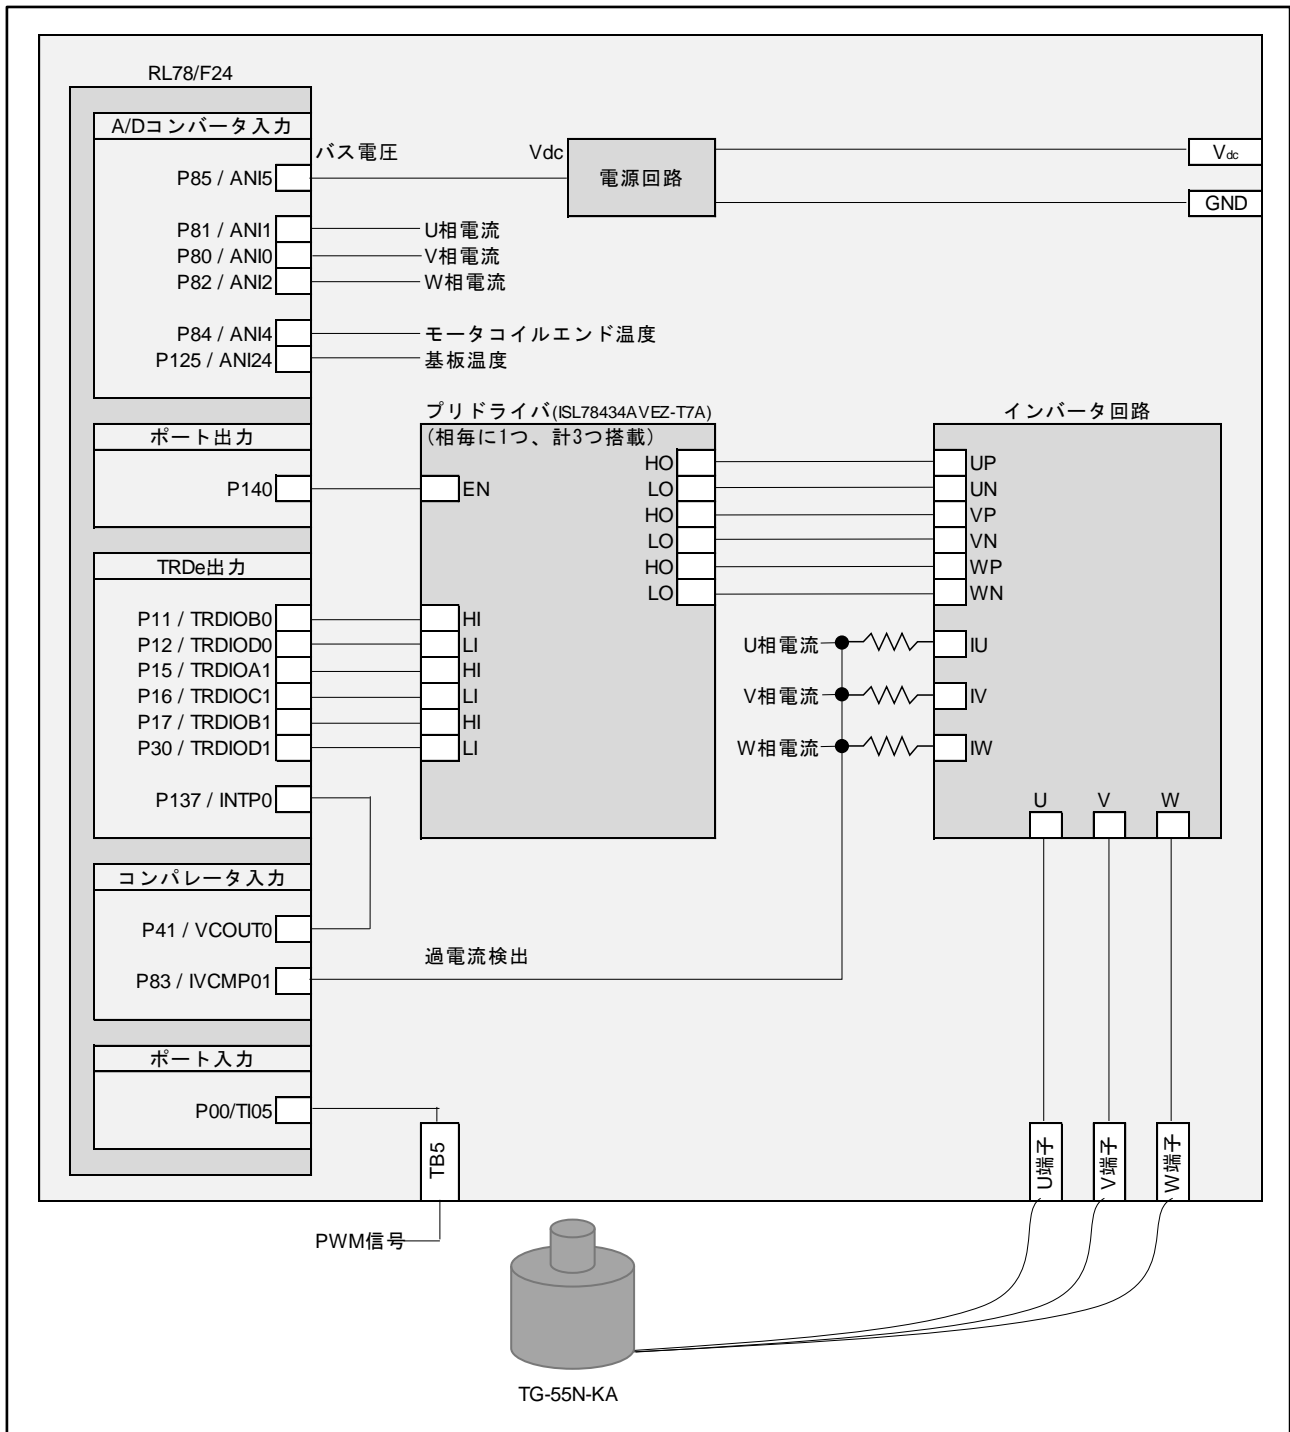 RL78/F24
A/Dコンバータ入力
バス電圧
Vdc
電源回路
Vdc
GND
P85 / ANI5
P81 / ANI1
U相電流
P80 / ANI0
V相電流
P82 / ANI2
W相電流
P84 / ANI4
モータコイルエンド温度
P125 / ANI24
基板温度
プリドライバ(ISL78434AVEZ-T7A)
(相毎に1つ、計3つ搭載)
インバータ回路
ポート出力
P140
EN
HO
LO
HO
LO
HO
LO
UP
UN
VP
VN
WP
WN
TRDe出力
P11 / TRDIOB0
HI
P12 / TRDIOD0
LI
P15 / TRDIOA1
HI
P16 / TRDIOC1
LI
P17 / TRDIOB1
HI
P30 / TRDIOD1
LI
U相電流
IU
V相電流
IV
W相電流
IW
P137 / INTP0
U
V
W
コンパレータ入力
P41 / VCOUT0
過電流検出
P83 / IVCMP01
ポート入力
P00/TI05
TB5
U端子
V端子
W端子
PWM信号
TG-55N-KA